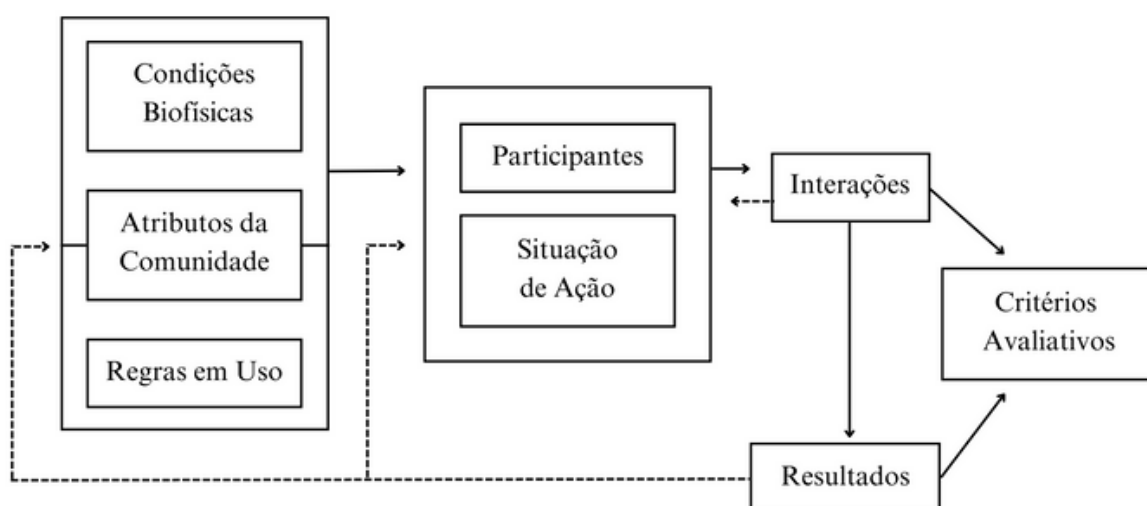 Condições
Biofísicas
Atributos da
Comunidade
Regras em Uso
Participantes
Situação
de Ação
Interações
Critérios
Avaliativos
Resultados